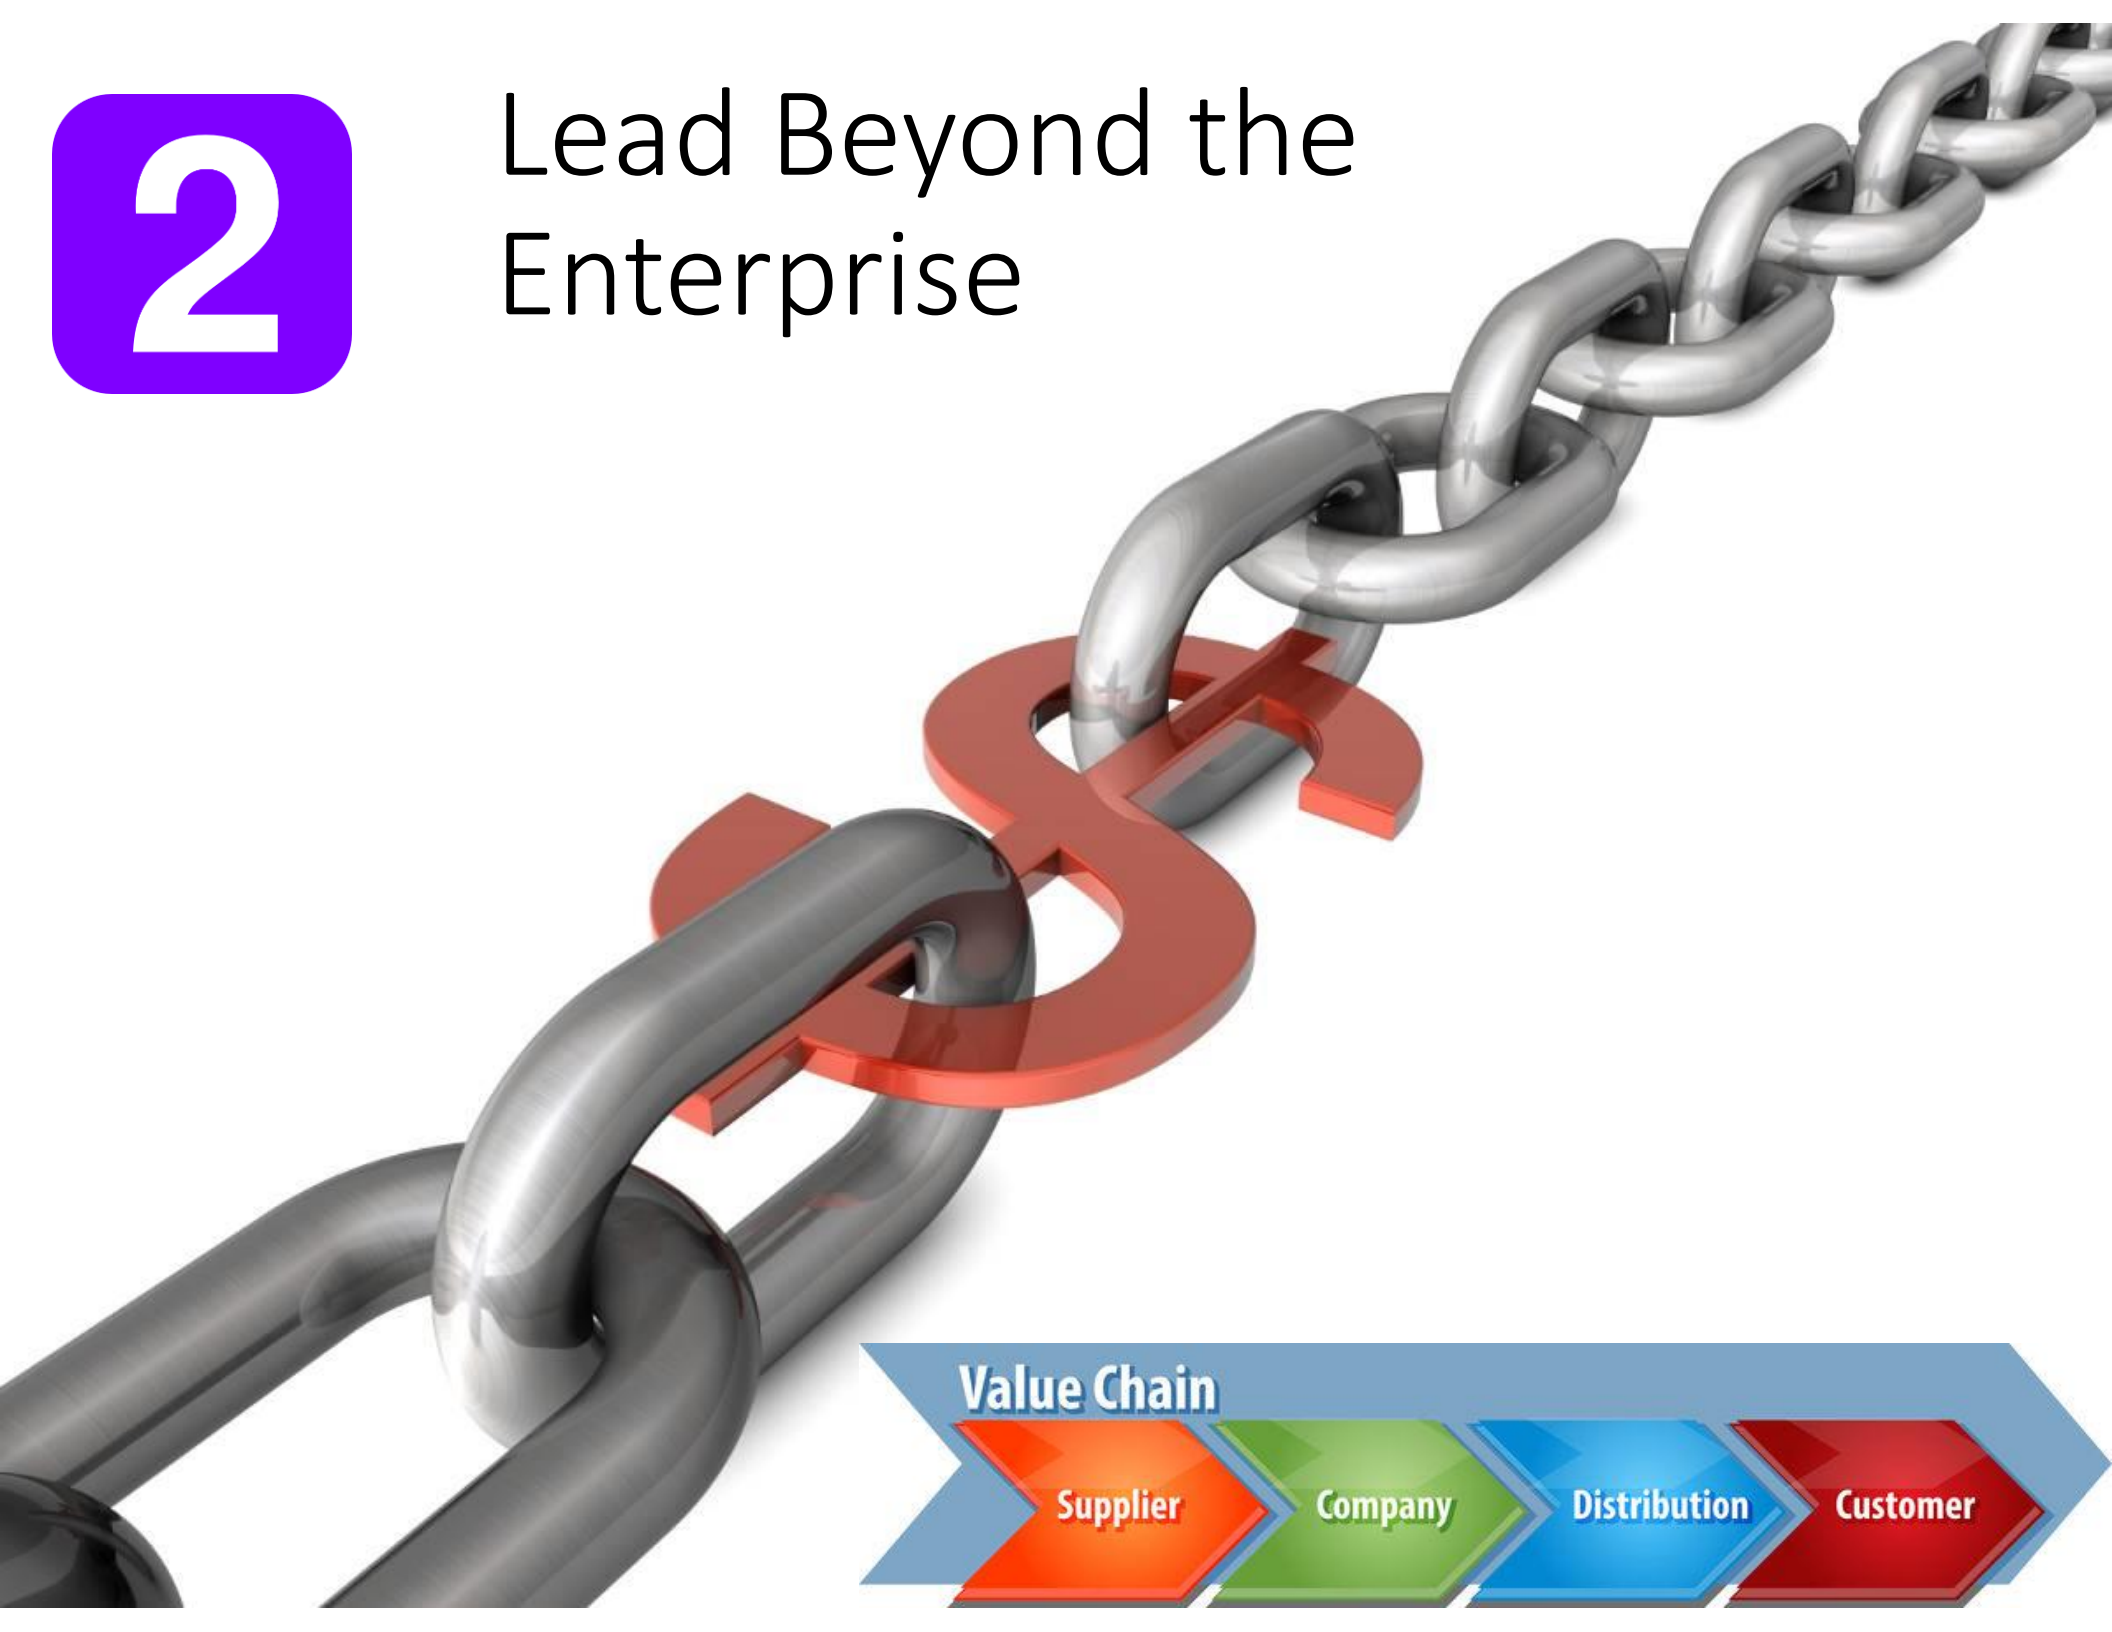 2
Lead Beyond the
Enterprise
Value Chain
Supplier
Company
Distribution
Customer